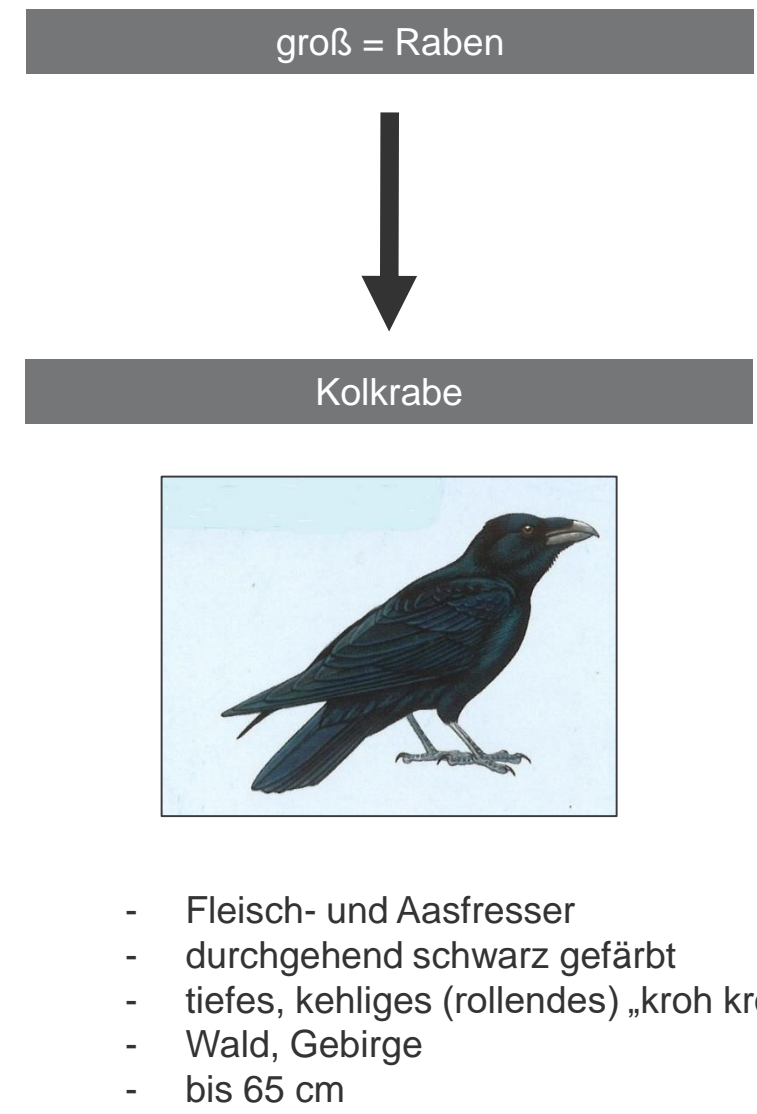 groß = Raben
Kolkrabe
- Fleisch- und Aasfresser
- durchgehend schwarz gefärbt
- tiefes, kehliges (rollendes) „kroh
- Wald, Gebirge
- bis 65 cm